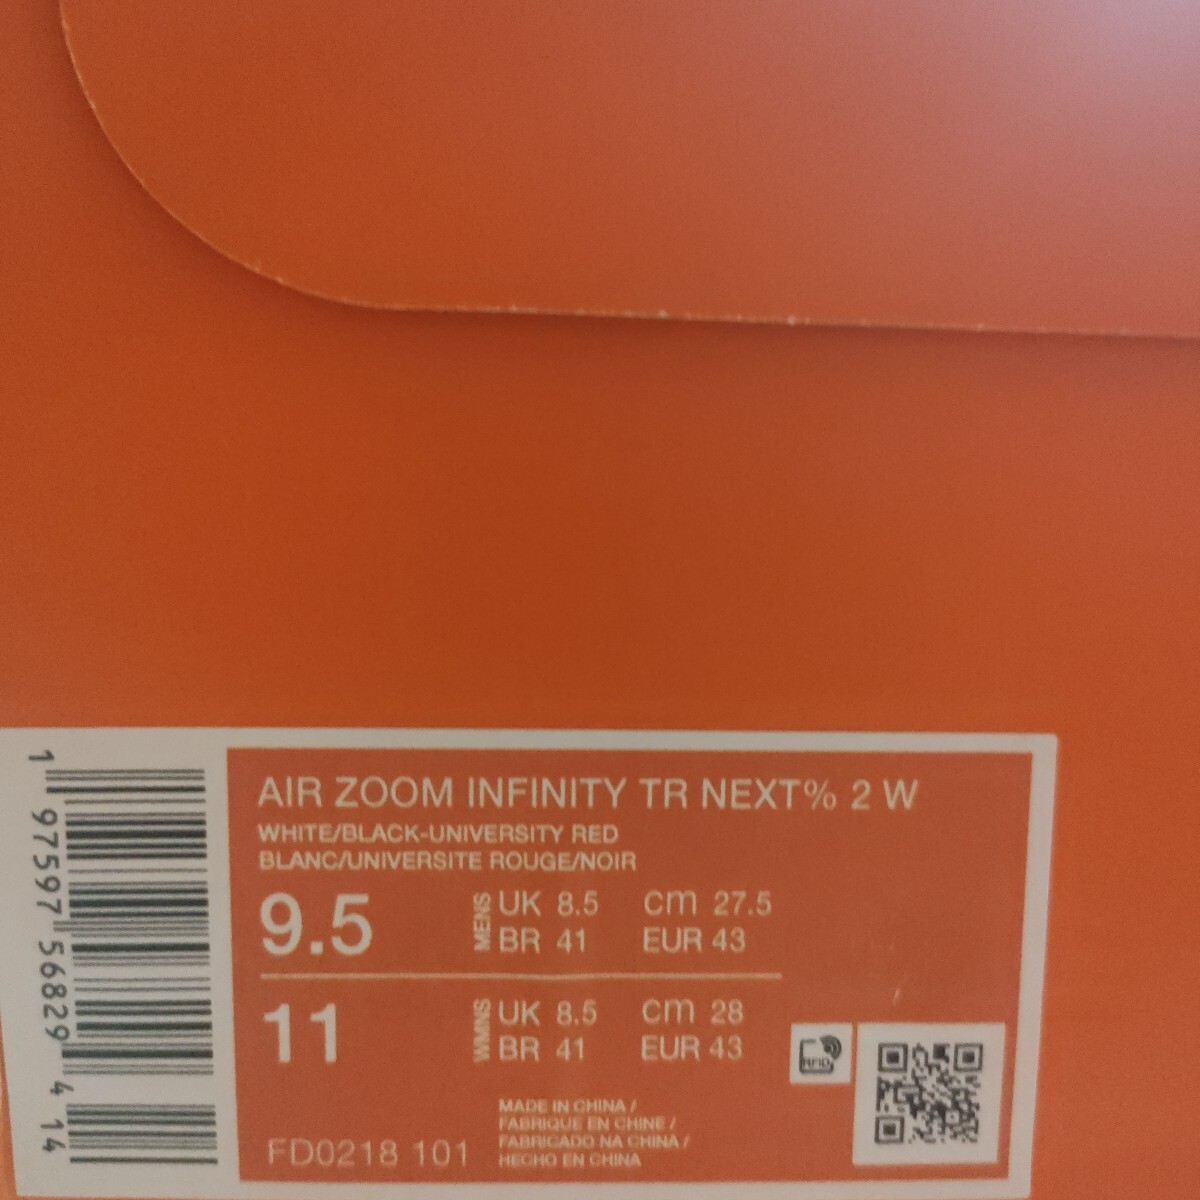 AIR ZOOM INFINITY TR NEXT% 2 W
WHITE/BLACK-UNIVERSITY RED
BLANC/UNIVERSITE ROUGE/NOIR
9.5 MENS UK 8.5 cm 27.5
BR 41 EUR 43
11 WMNS UK 8.5 cm 28
BR 41 EUR 43
RFID
MADE IN CHINA /
FABRIQUE EN CHINE /
FABRICADO NA CHINA /
HECHO EN CHINA
FD0218 101
1 97597 56829 4 14